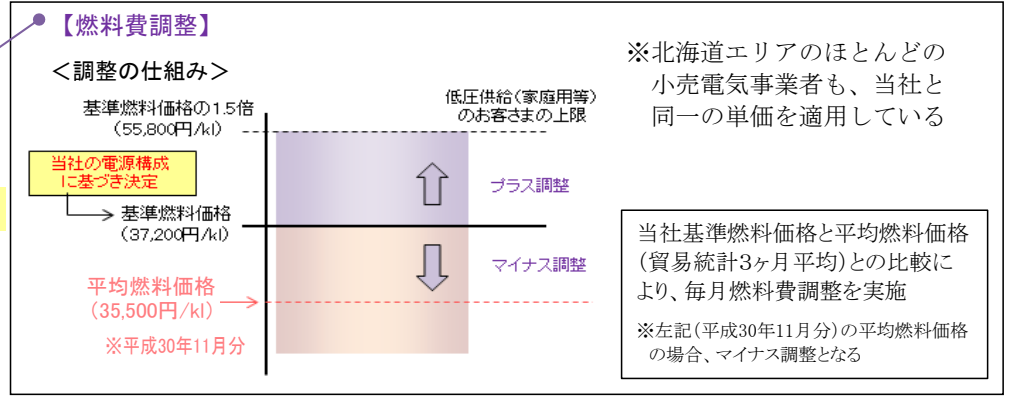 【燃料費調整】
＜調整の仕組み＞
基準燃料価格の1.5倍
(55,800円/kl)
低圧供給(家庭用等)
のお客さまの上限
当社の電源構成
に基づき決定
プラス調整
基準燃料価格
(37,200円/kl)
マイナス調整
平均燃料価格
(35,500円/kl)
※平成30年11月分
※北海道エリアのほとんどの
小売電気事業者も、当社と
同一の単価を適用している
当社基準燃料価格と平均燃料価格
(貿易統計3ヶ月平均)との比較に
より、毎月燃料費調整を実施
※左記(平成30年11月分)の平均燃料価格
の場合、マイナス調整となる